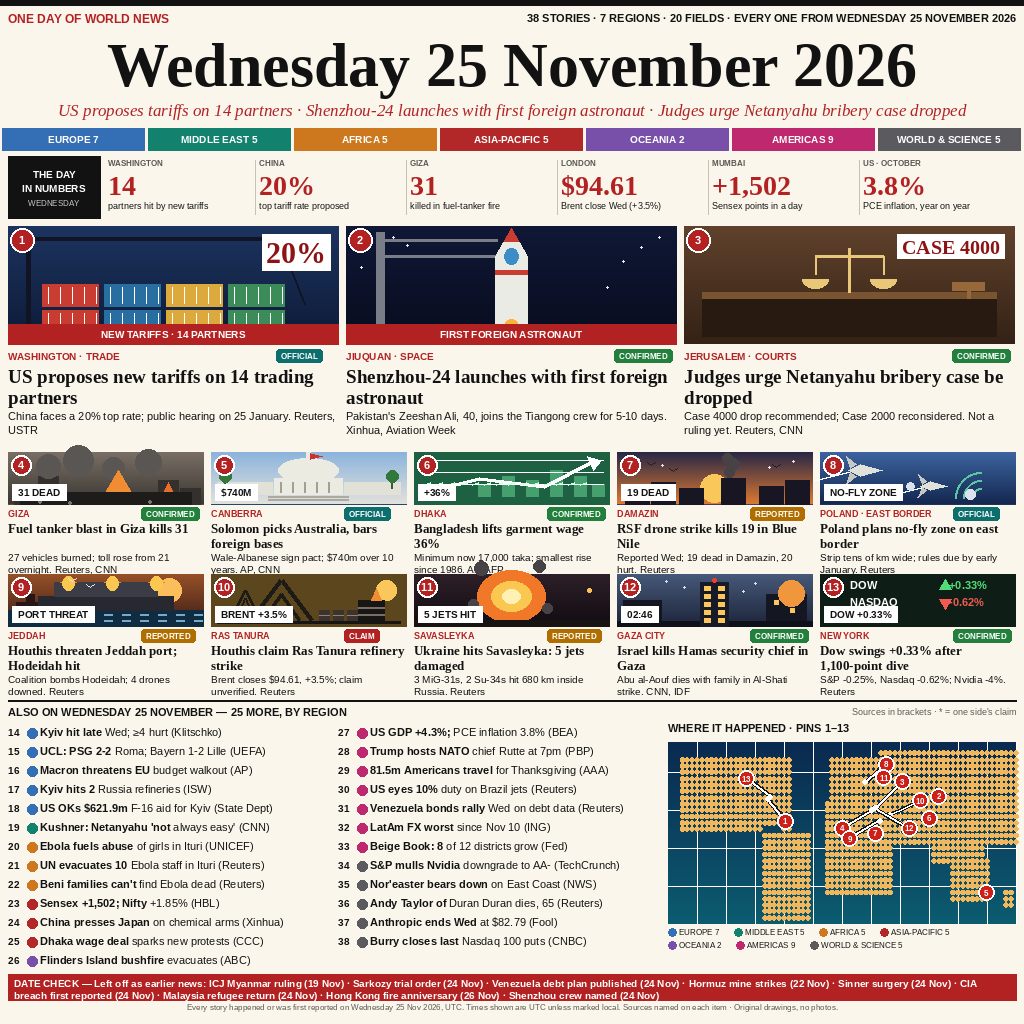 ONE DAY OF WORLD NEWS
38 STORIES · 7 REGIONS · 20 FIELDS · EVERY ONE FROM WEDNESDAY 25 NOVEMBER 2026
Wednesday 25 November 2026
US proposes tariffs on 14 partners · Shenzhou-24 launches with first foreign astronaut · Judges urge Netanyahu bribery case dropped
EUROPE 7
MIDDLE EAST 5
AFRICA 5
ASIA-PACIFIC 5
OCEANIA 2
AMERICAS 9
WORLD & SCIENCE 5
THE DAY
IN NUMBERS
WEDNESDAY
WASHINGTON
14
partners hit by new tariffs
CHINA
20%
top tariff rate proposed
GIZA
31
killed in fuel-tanker fire
LONDON
$94.61
Brent close Wed (+3.5%)
MUMBAI
+1,502
Sensex points in a day
US · OCTOBER
3.8%
PCE inflation, year on year
1
20%
NEW TARIFFS · 14 PARTNERS
WASHINGTON · TRADE
OFFICIAL
US proposes new tariffs on 14 trading
partners
China faces a 20% top rate; public hearing on 25 January. Reuters,
USTR
2
FIRST FOREIGN ASTRONAUT
JIUQUAN · SPACE
CONFIRMED
Shenzhou-24 launches with first foreign
astronaut
Pakistan's Zeeshan Ali, 40, joins the Tiangong crew for 5-10 days.
Xinhua, Aviation Week
3
CASE 4000
JERUSALEM · COURTS
CONFIRMED
Judges urge Netanyahu bribery case be
dropped
Case 4000 drop recommended; Case 2000 reconsidered. Not a
ruling yet. Reuters, CNN
4
31 DEAD
GIZA
CONFIRMED
Fuel tanker blast in Giza kills 31
27 vehicles burned; toll rose from 21
overnight. Reuters, CNN
5
$740M
CANBERRA
OFFICIAL
Solomon picks Australia, bars
foreign bases
Wale-Albanese sign pact; $740m over 10
years. AP, CNN
6
+36%
DHAKA
CONFIRMED
Bangladesh lifts garment wage
36%
Minimum now 17,000 taka; smallest rise
since 1986. AFP
7
19 DEAD
DAMAZIN
REPORTED
RSF drone strike kills 19 in Blue
Nile
Reported Wed; 19 dead in Damazin, 20
hurt. Reuters
8
NO-FLY ZONE
POLAND · EAST BORDER
OFFICIAL
Poland plans no-fly zone on east
border
Strip tens of km wide; rules due by early
January. Reuters
9
PORT THREAT
JEDDAH
REPORTED
Houthis threaten Jeddah port;
Hodeidah hit
Coalition bombs Hodeidah; 4 drones
downed. Reuters
10
BRENT +3.5%
RAS TANURA
CLAIM
Houthis claim Ras Tanura refinery
strike
Brent closes $94.61, +3.5%; claim
unverified. Reuters
11
5 JETS HIT
SAVASLEYKA
REPORTED
Ukraine hits Savasleyka: 5 jets
damaged
3 MiG-31s, 2 Su-34s hit 680 km inside
Russia. Reuters
12
02:46
GAZA CITY
CONFIRMED
Israel kills Hamas security chief in
Gaza
Abu al-Aouf dies with family in Al-Shati
strike. CNN, IDF
13
DOW
+0.33%
NASDAQ
-0.62%
DOW +0.33%
NEW YORK
CONFIRMED
Dow swings +0.33% after
1,100-point dive
S&P -0.25%, Nasdaq -0.62%; Nvidia -4%.
Reuters
ALSO ON WEDNESDAY 25 NOVEMBER — 25 MORE, BY REGION
Sources in brackets · * = one side's claim
14 Kyiv hit late Wed; ≥4 hurt (Klitschko)
15 UCL: PSG 2-2 Roma; Bayern 1-2 Lille (UEFA)
16 Macron threatens EU budget walkout (AP)
17 Kyiv hits 2 Russia refineries (ISW)
18 US OKs $621.9m F-16 aid for Kyiv (State Dept)
19 Kushner: Netanyahu 'not always easy' (CNN)
20 Ebola fuels abuse of girls in Ituri (UNICEF)
21 UN evacuates 10 Ebola staff in Ituri (Reuters)
22 Beni families can't find Ebola dead (Reuters)
23 Sensex +1,502; Nifty +1.85% (HBL)
24 China presses Japan on chemical arms (Xinhua)
25 Dhaka wage deal sparks new protests (CCC)
26 Flinders Island bushfire evacuates (ABC)
27 US GDP +4.3%; PCE inflation 3.8% (BEA)
28 Trump hosts NATO chief Rutte at 7pm (PBP)
29 81.5m Americans travel for Thanksgiving (AAA)
30 US eyes 10% duty on Brazil jets (Reuters)
31 Venezuela bonds rally Wed on debt data (Reuters)
32 LatAm FX worst since Nov 10 (ING)
33 Beige Book: 8 of 12 districts grow (Fed)
34 S&P mulls Nvidia downgrade to AA- (TechCrunch)
35 Nor'easter bears down on East Coast (NWS)
36 Andy Taylor of Duran Duran dies, 65 (Reuters)
37 Anthropic ends Wed at $82.79 (Fool)
38 Burry closes last Nasdaq 100 puts (CNBC)
WHERE IT HAPPENED · PINS 1–13
8
13
11
3
10
2
1
6
4
7
12
9
5
EUROPE 7
MIDDLE EAST 5
AFRICA 5
ASIA-PACIFIC 5
OCEANIA 2
AMERICAS 9
WORLD & SCIENCE 5
DATE CHECK — Left off as earlier news: ICJ Myanmar ruling (19 Nov) · Sarkozy trial order (24 Nov) · Venezuela debt plan published (24 Nov) · Hormuz mine strikes (22 Nov) · Sinner surgery (24 Nov) · CIA
breach first reported (24 Nov) · Malaysia refugee return (24 Nov) · Hong Kong fire anniversary (26 Nov) · Shenzhou crew named (24 Nov)
Every story happened or was first reported on Wednesday 25 Nov 2026, UTC. Times shown are UTC unless marked local. Sources named on each item · Original drawings, no photos.